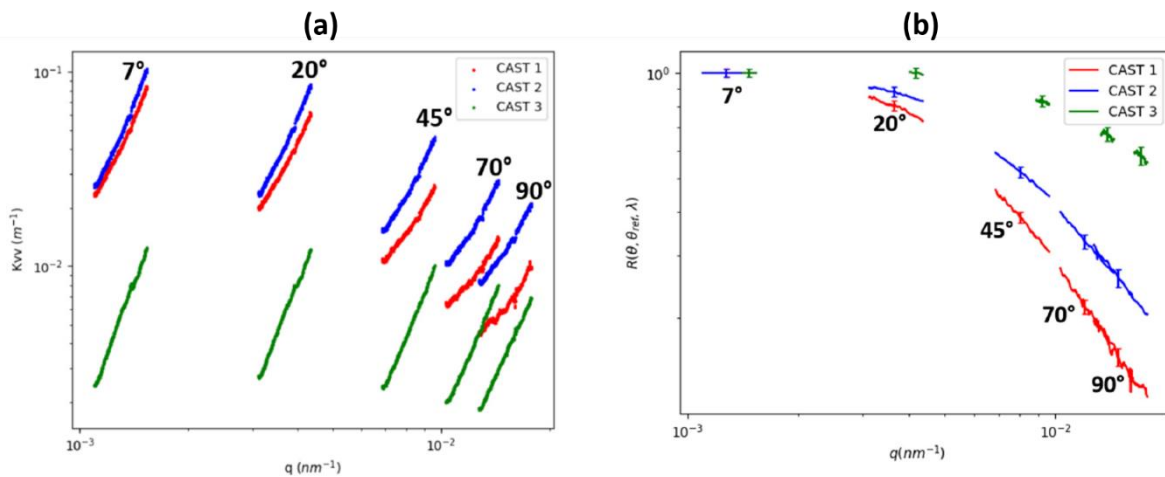 (a)
(b)
10⁻¹
10⁻²
Kvv (m⁻¹)
7°
20°
45°
70°
90°
CAST 1
CAST 2
CAST 3
10⁻³
10⁻²
q (nm⁻¹)
10⁰
R(θ, θref, λ)
7°
20°
45°
70°
90°
CAST 1
CAST 2
CAST 3
10⁻³
10⁻²
q(nm⁻¹)